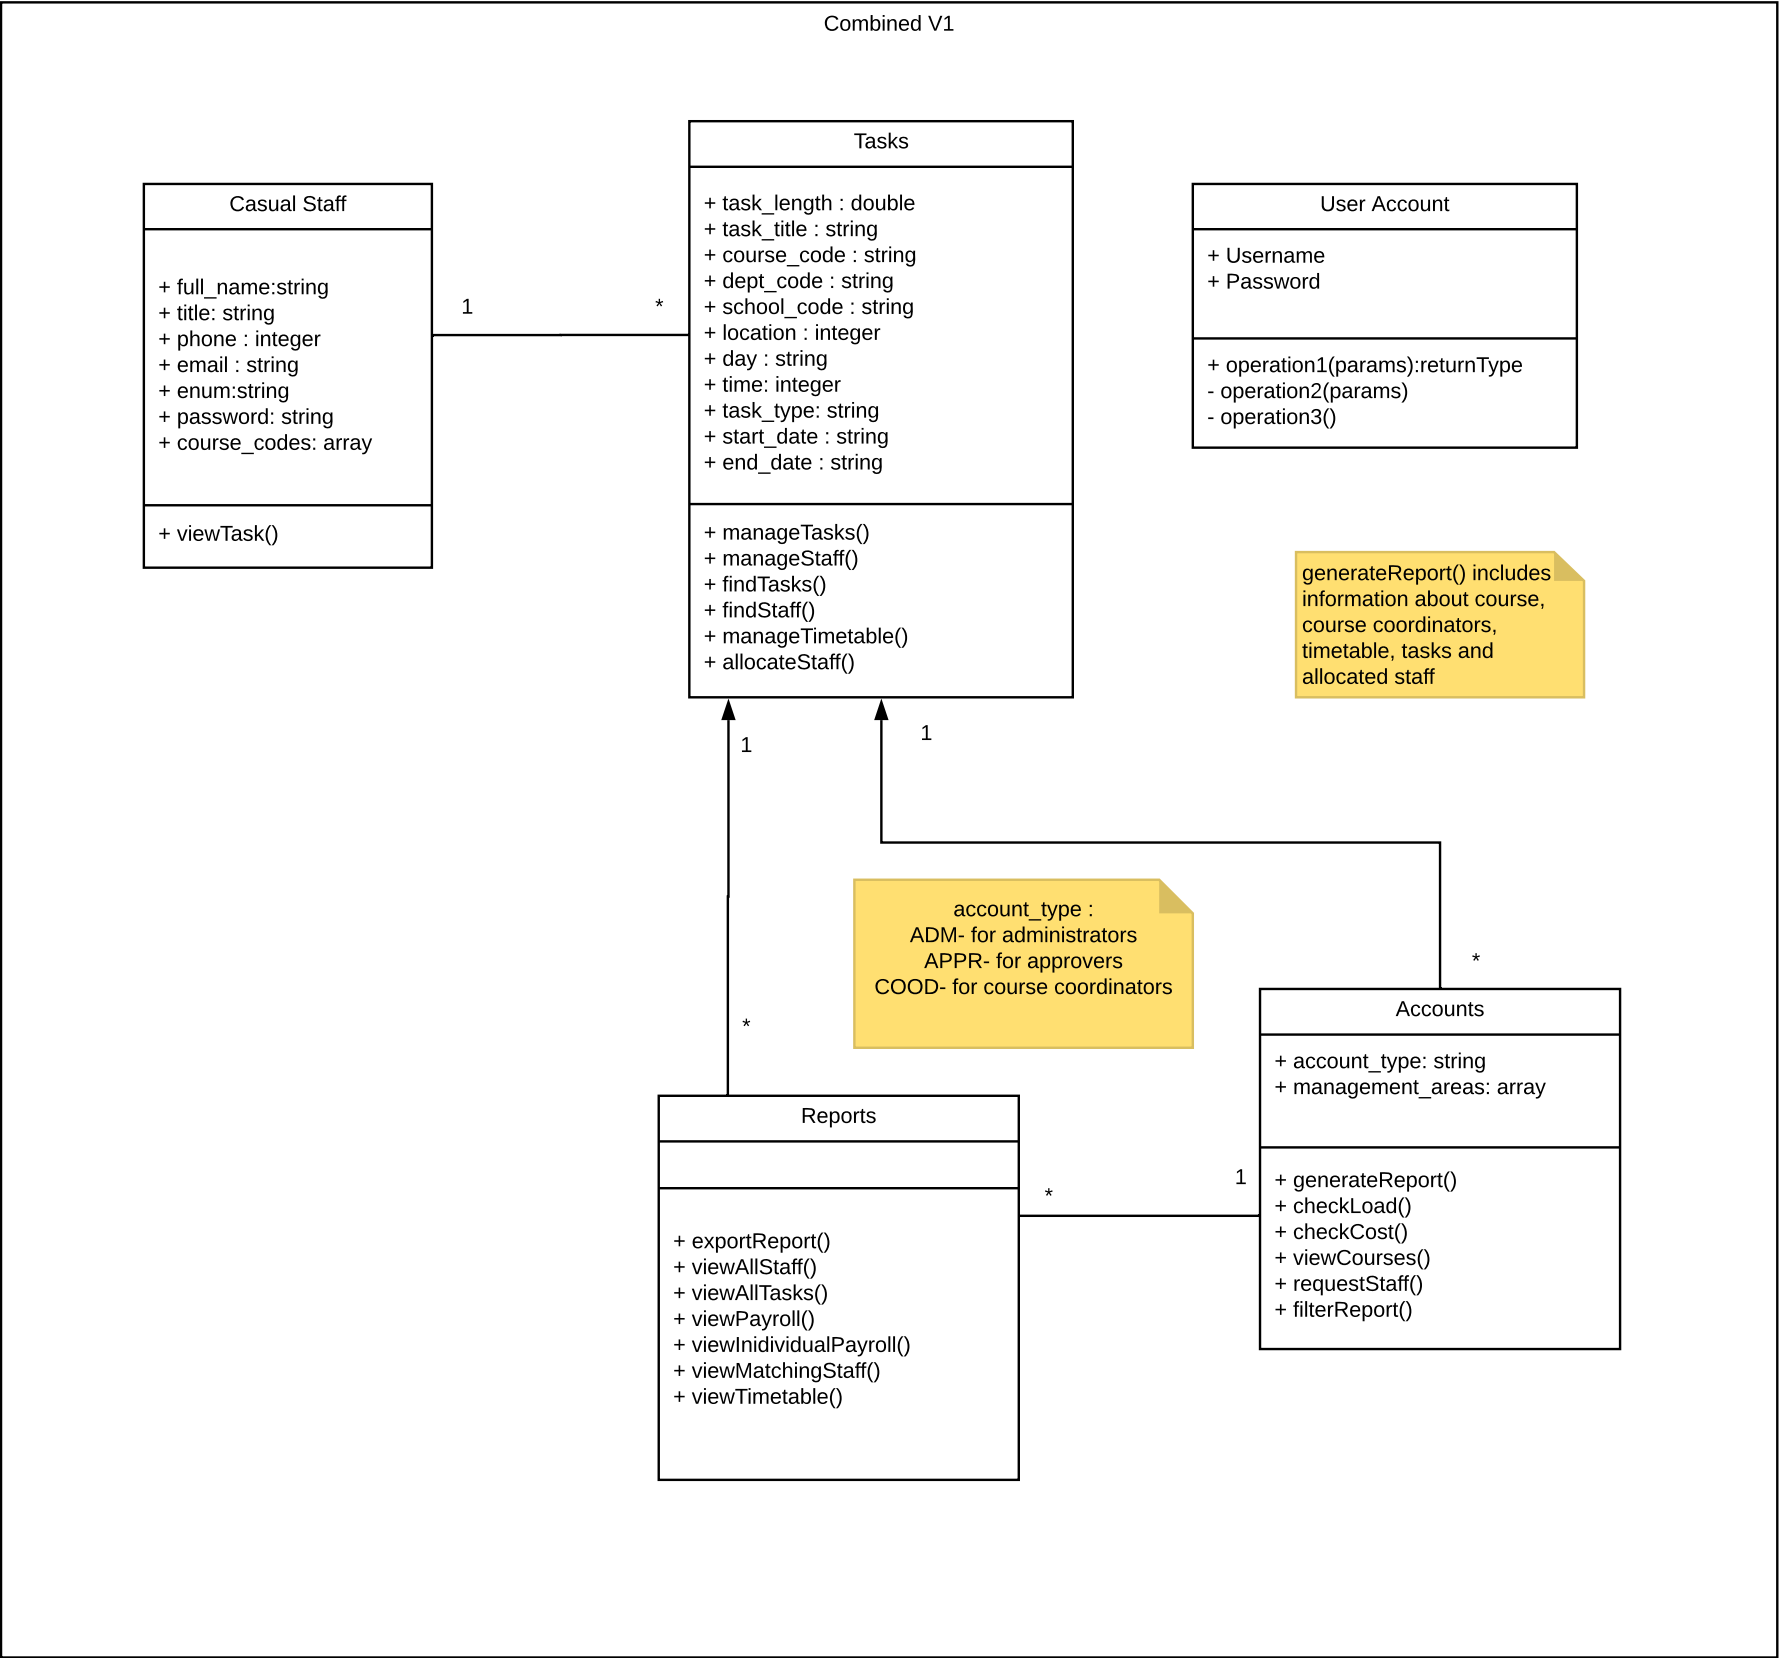 Combined V1
Casual Staff
+ full_name:string
+ title: string
+ phone : integer
+ email : string
+ enum:string
+ password: string
+ course_codes: array
+ viewTask()
1
*
Tasks
+ task_length : double
+ task_title : string
+ course_code : string
+ dept_code : string
+ school_code : string
+ location : integer
+ day : string
+ time: integer
+ task_type: string
+ start_date : string
+ end_date : string
+ manageTasks()
+ manageStaff()
+ findTasks()
+ findStaff()
+ manageTimetable()
+ allocateStaff()
User Account
+ Username
+ Password
+ operation1(params):returnType
- operation2(params)
- operation3()
generateReport() includes
information about course,
course coordinators,
timetable, tasks and
allocated staff
1
1
account_type :
ADM- for administrators
APPR- for approvers
COOD- for course coordinators
*
*
Reports
+ exportReport()
+ viewAllStaff()
+ viewAllTasks()
+ viewPayroll()
+ viewInidividualPayroll()
+ viewMatchingStaff()
+ viewTimetable()
*
1
Accounts
+ account_type: string
+ management_areas: array
+ generateReport()
+ checkLoad()
+ checkCost()
+ viewCourses()
+ requestStaff()
+ filterReport()